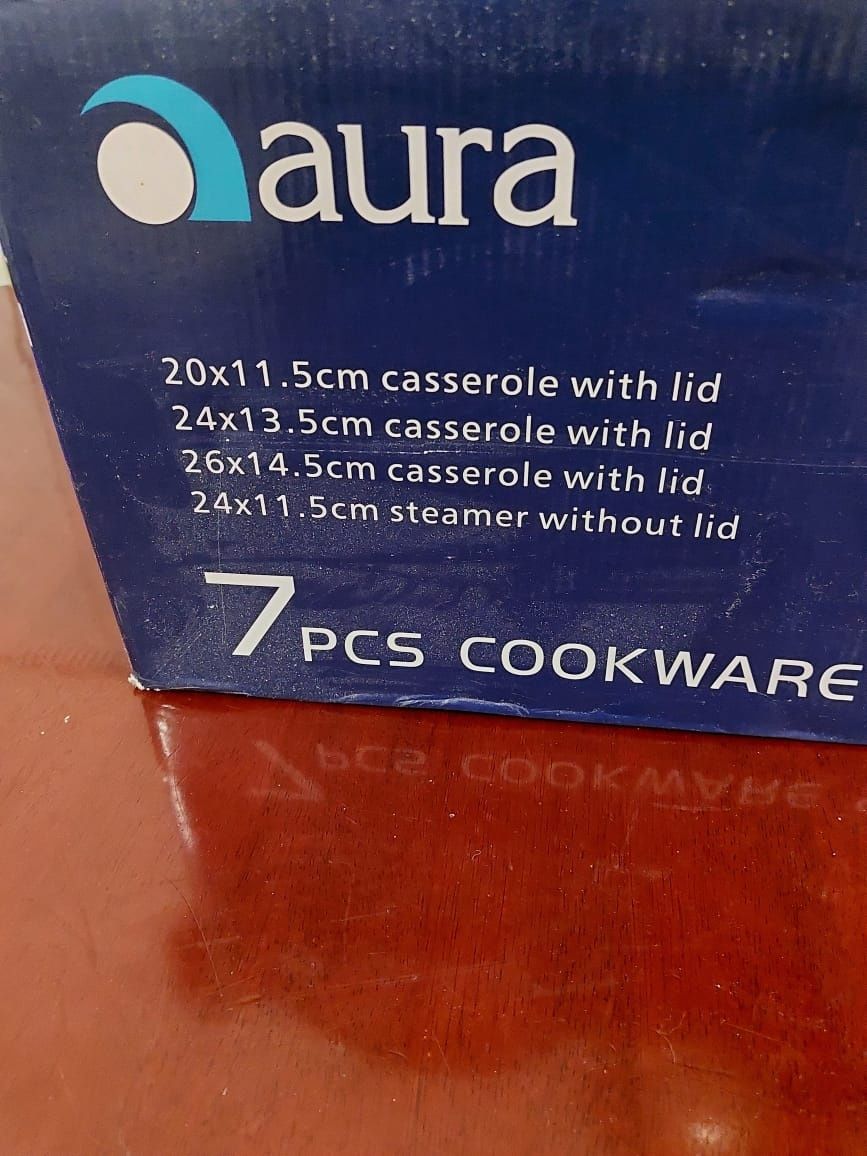 aura
20x11.5cm casserole with lid
24x13.5cm casserole with lid
26x14.5cm casserole with lid
24x11.5cm steamer without lid
7 PCS COOKWARE